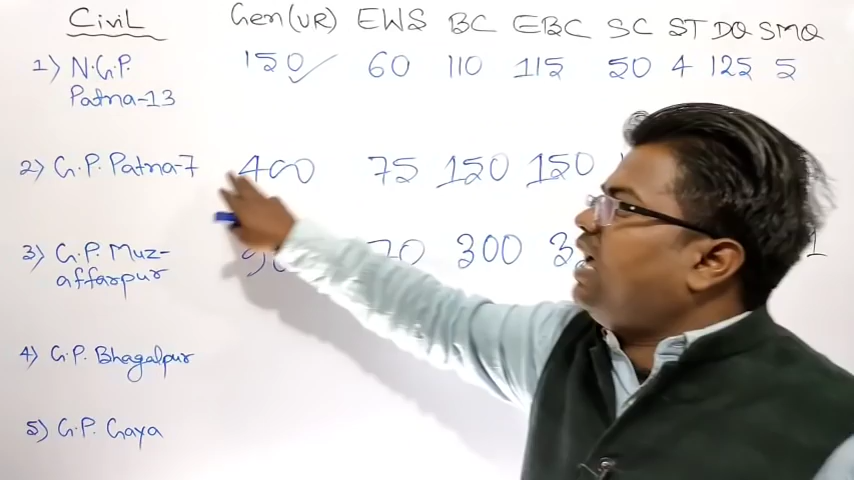 Civil Gen(UR) EWS BC EBC SC ST DQ SMQ
1) N.G.P. 150 60 110 115 50 4 125 5
Patna-13
2) G.P. Patna-7 400 75 150 150
3) G.P. Muz- 300
affarpur
4) G.P. Bhagalpur
5) G.P. Gaya